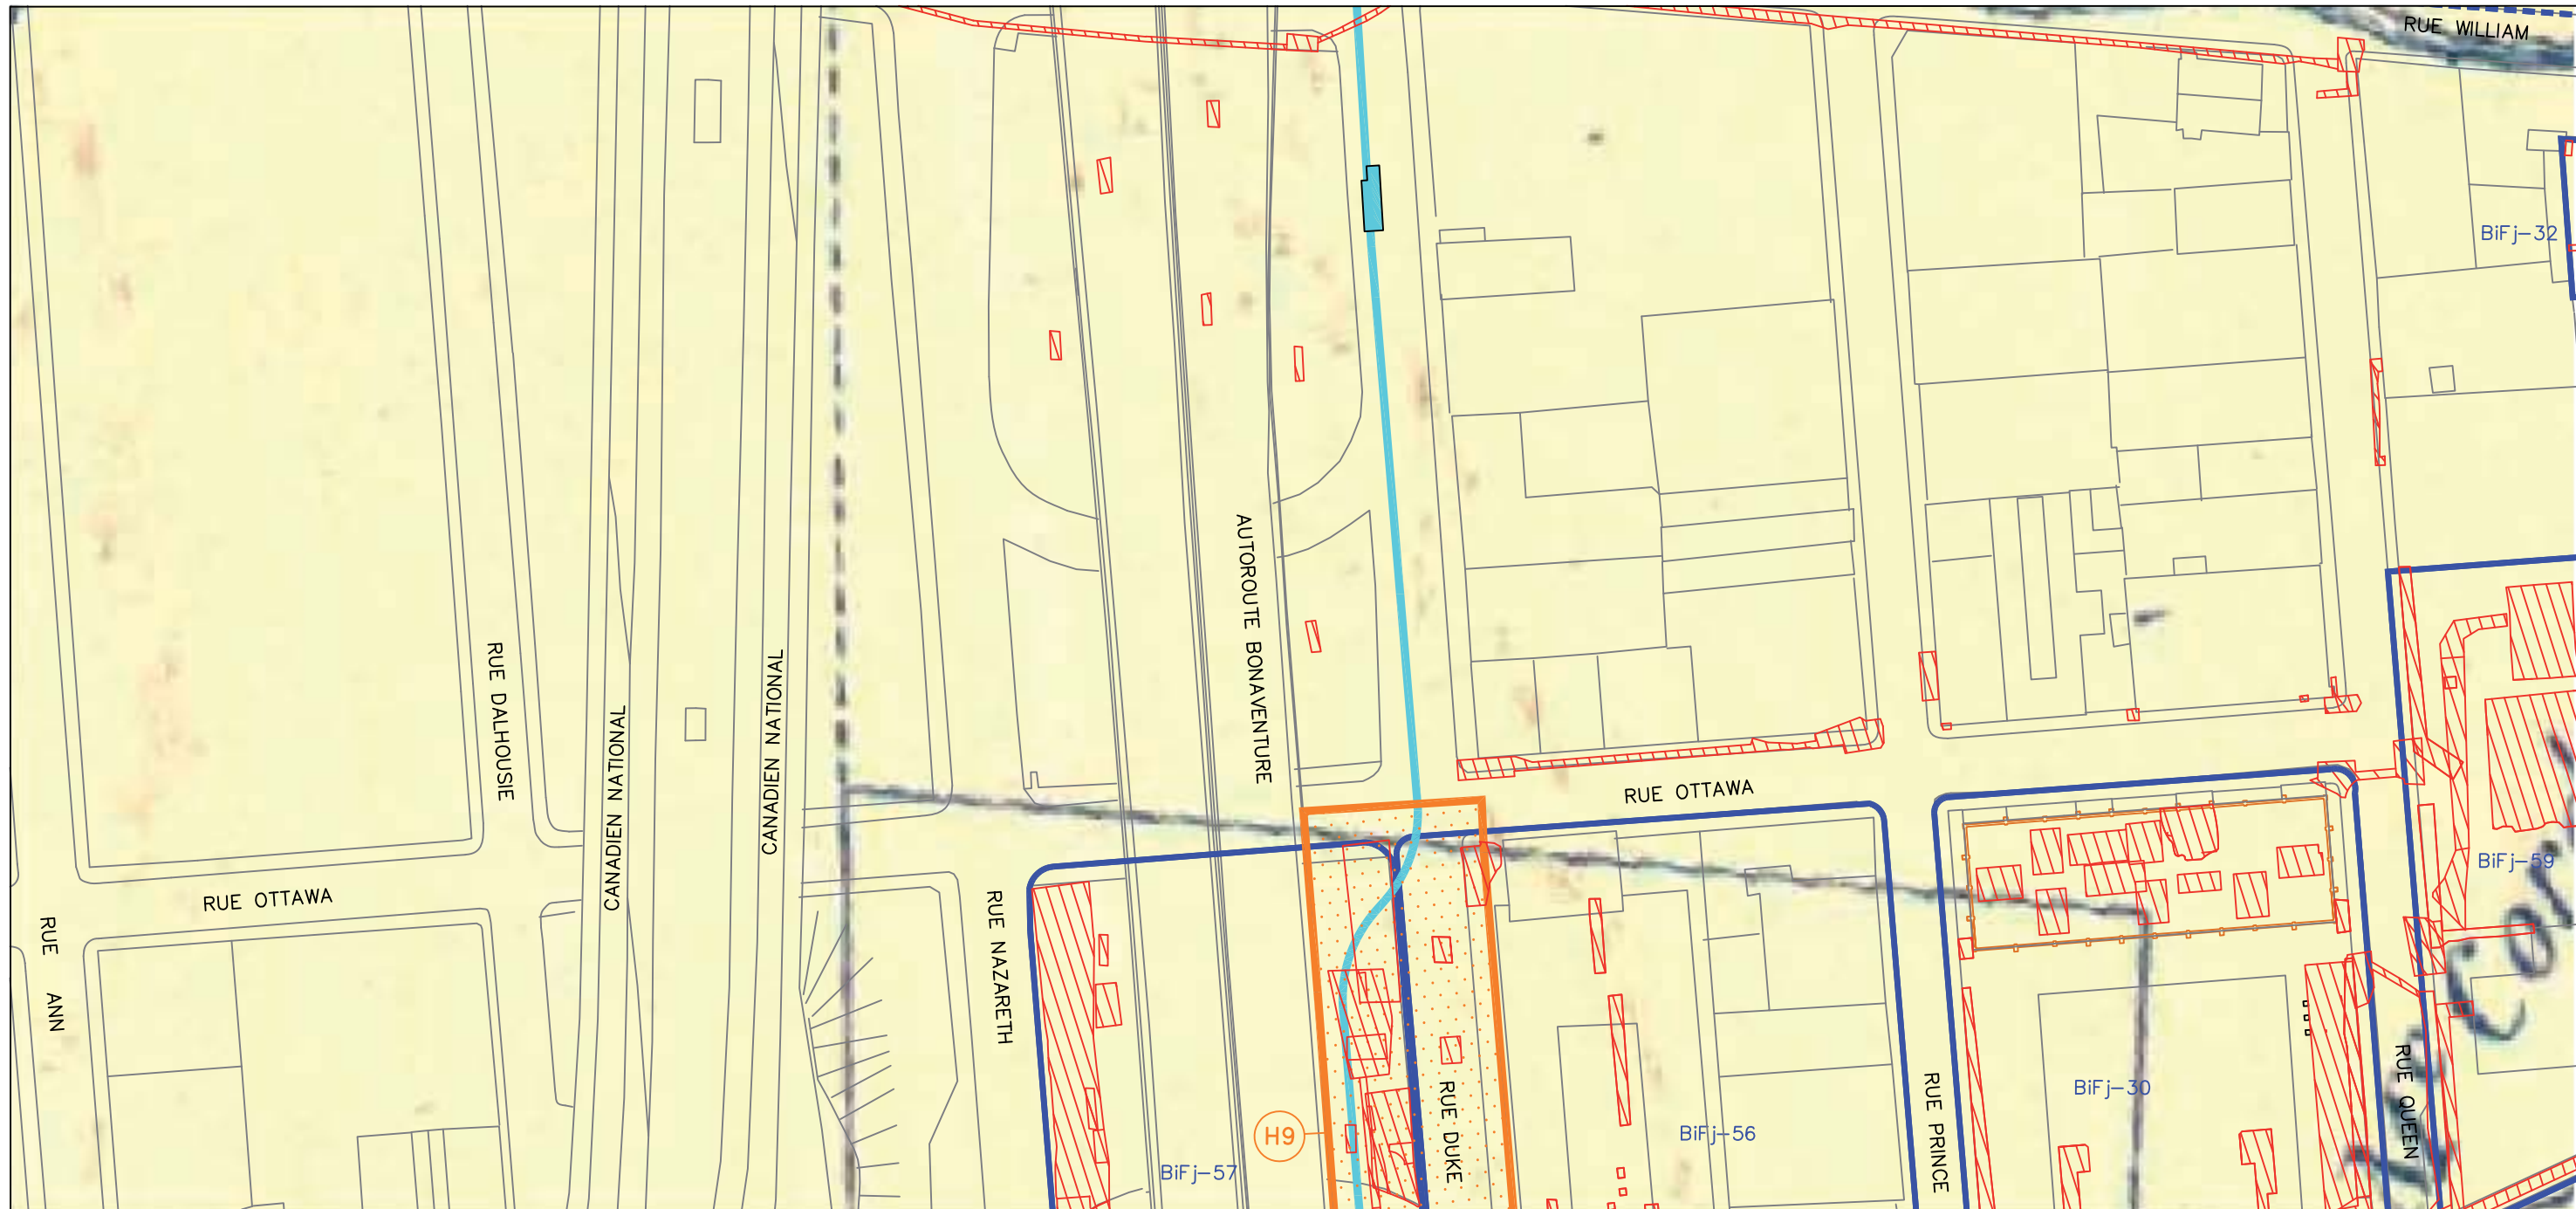 RUE WILLIAM
BiFj-32
AUTOROUTE BONAVENTURE
RUE DALHOUSIE
CANADIEN NATIONAL
CANADIEN NATIONAL
RUE OTTAWA
RUE OTTAWA
BiFj-59
RUE ANN
RUE NAZARETH
RUE DUKE
RUE PRINCE
RUE QUEEN
BiFj-30
H9
BiFj-56
BiFj-57